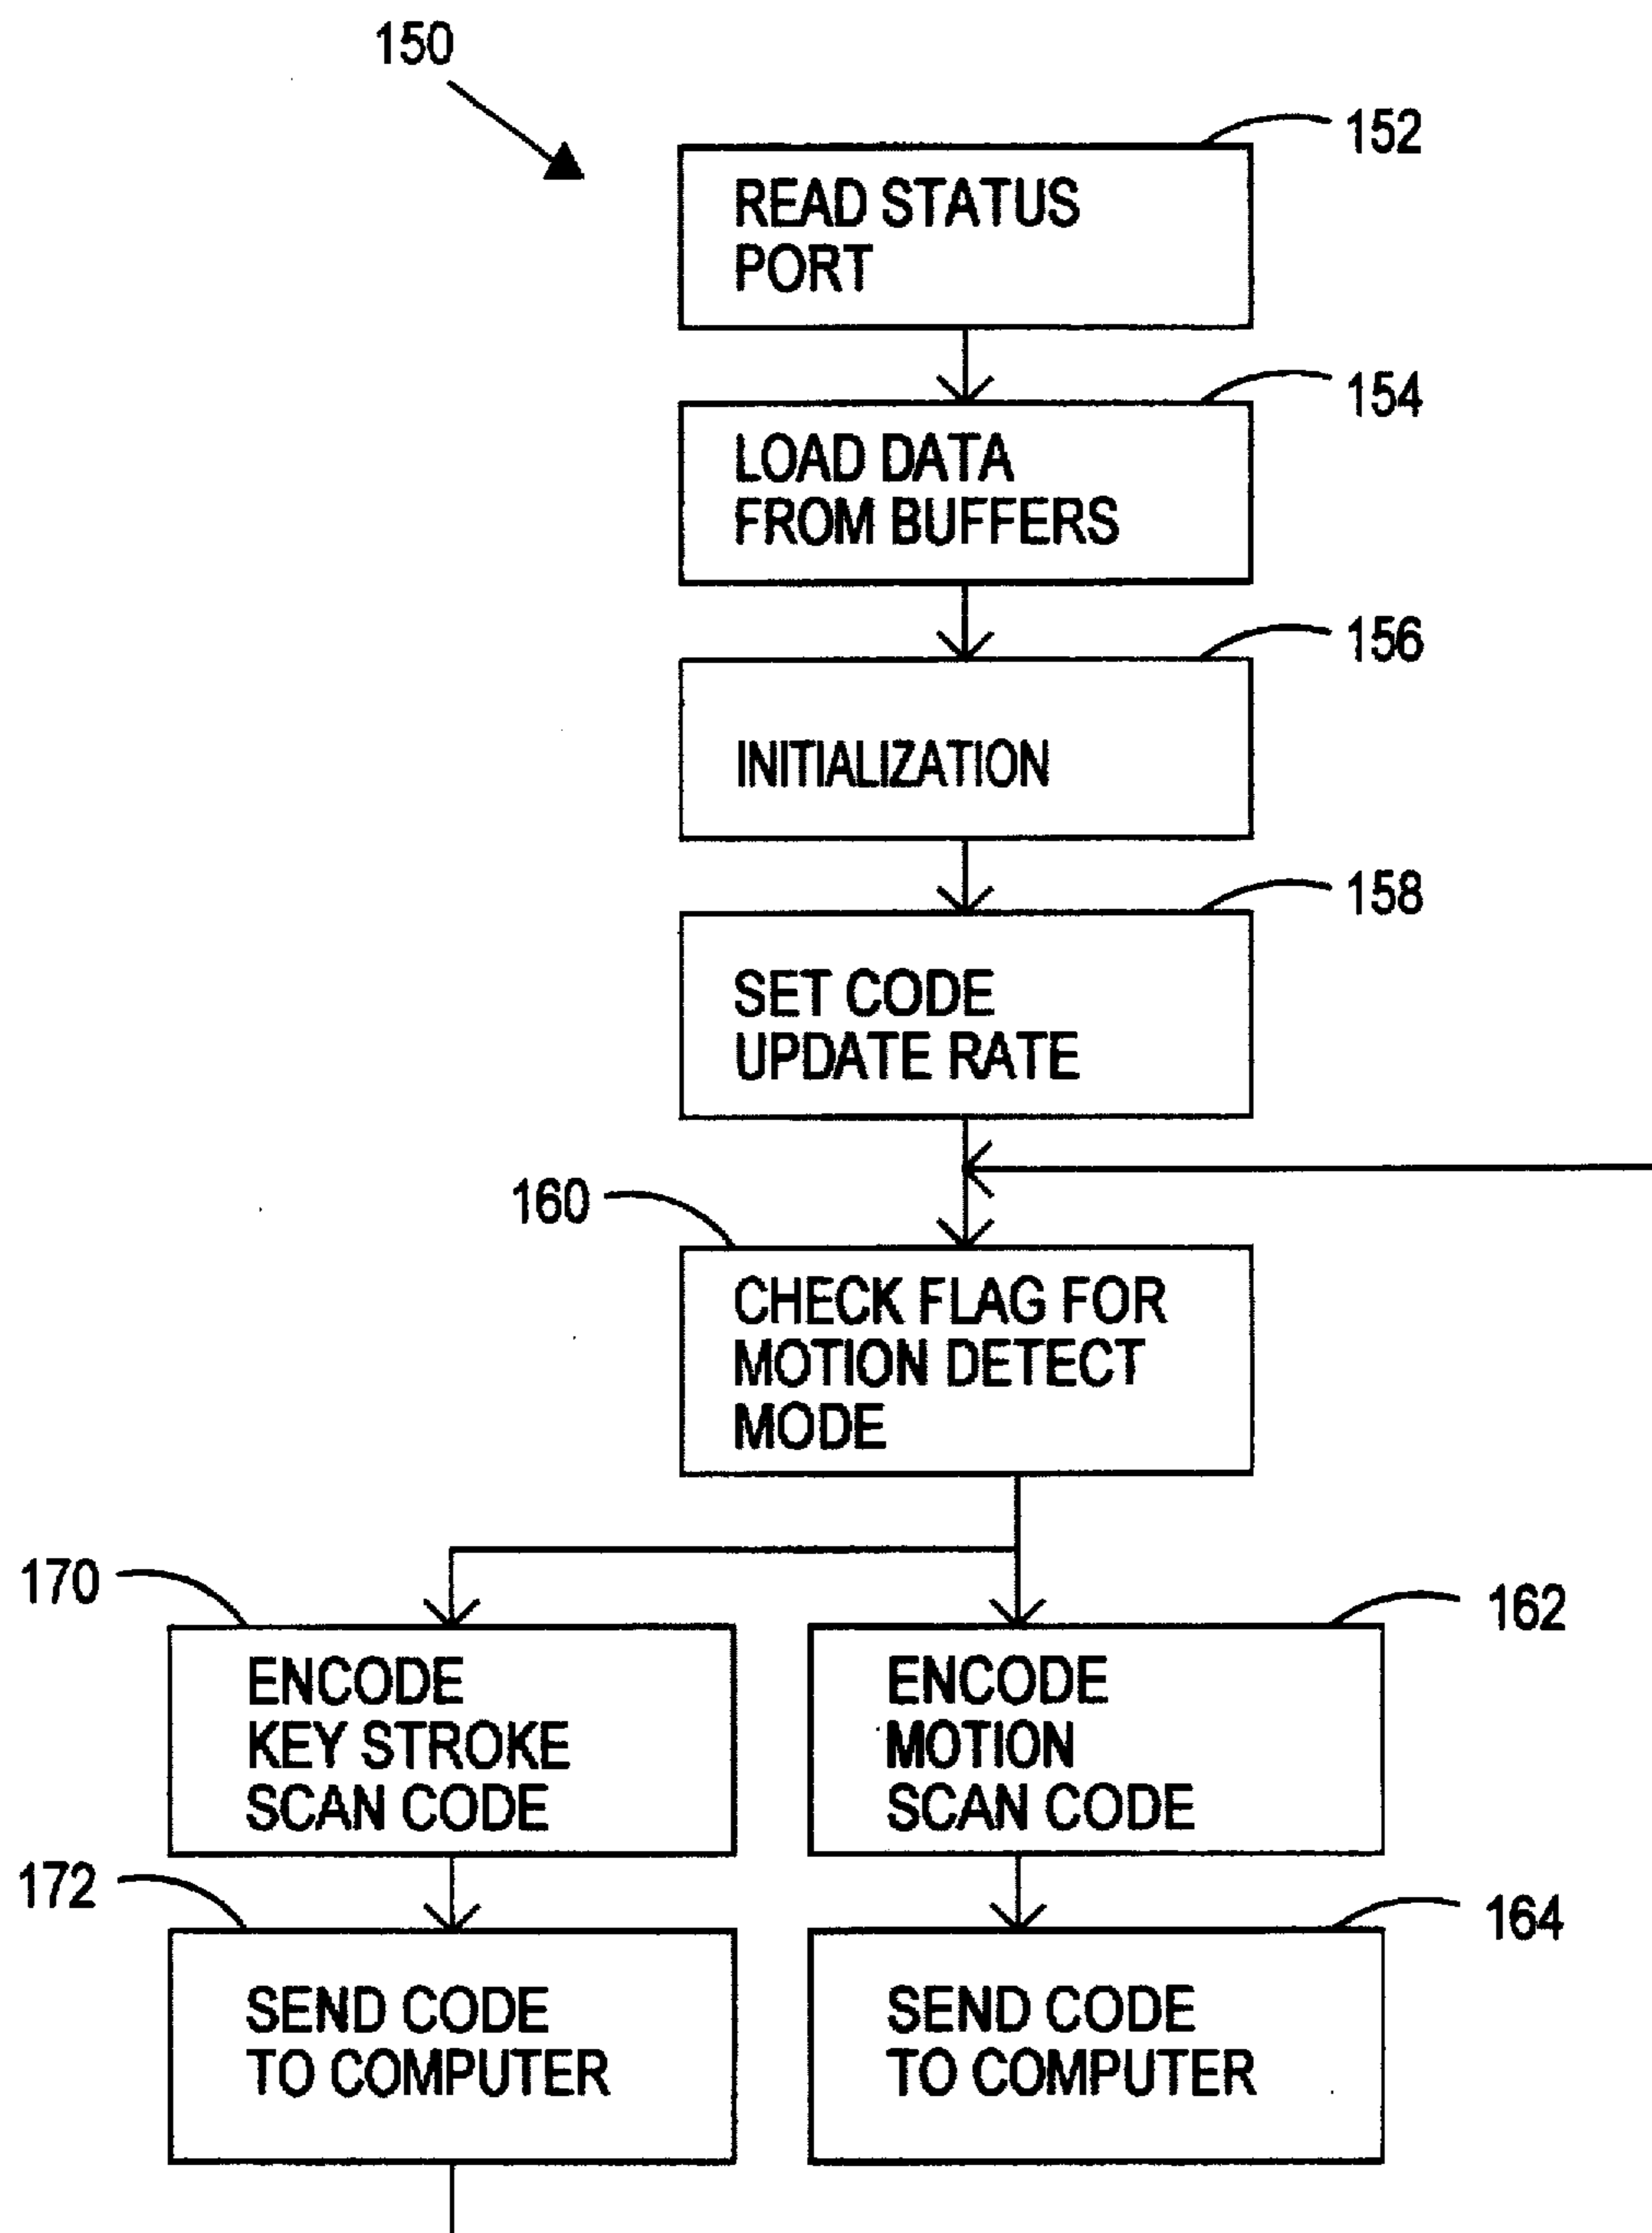 150
152
READ STATUS
PORT
154
LOAD DATA
FROM BUFFERS
156
INITIALIZATION
158
SET CODE
UPDATE RATE
160
CHECK FLAG FOR
MOTION DETECT
MODE
170
ENCODE
KEY STROKE
SCAN CODE
162
ENCODE
MOTION
SCAN CODE
172
SEND CODE
TO COMPUTER
164
SEND CODE
TO COMPUTER